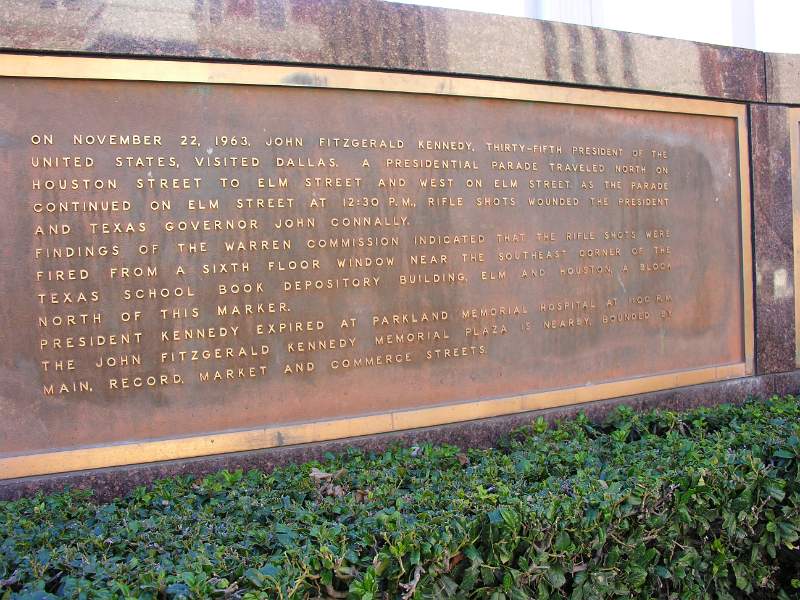 ON NOVEMBER 22, 1963, JOHN FITZGERALD KENNEDY, THIRTY-FIFTH PRESIDENT OF THE
UNITED STATES, VISITED DALLAS. A PRESIDENTIAL PARADE TRAVELED NORTH ON
HOUSTON STREET TO ELM STREET AND WEST ON ELM STREET. AS THE PARADE
CONTINUED ON ELM STREET AT 12:30 P.M., RIFLE SHOTS WOUNDED THE PRESIDENT
AND TEXAS GOVERNOR JOHN CONNALLY.
FINDINGS OF THE WARREN COMMISSION INDICATED THAT THE RIFLE SHOTS WERE
FIRED FROM A SIXTH FLOOR WINDOW NEAR THE SOUTHEAST CORNER OF THE
TEXAS SCHOOL BOOK DEPOSITORY BUILDING, ELM AND HOUSTON, A BLOCK
NORTH OF THIS MARKER.
PRESIDENT KENNEDY EXPIRED AT PARKLAND MEMORIAL HOSPITAL AT 1:00 P.M.
THE JOHN FITZGERALD KENNEDY MEMORIAL PLAZA IS NEARBY, BOUNDED BY
MAIN, RECORD, MARKET AND COMMERCE STREETS.